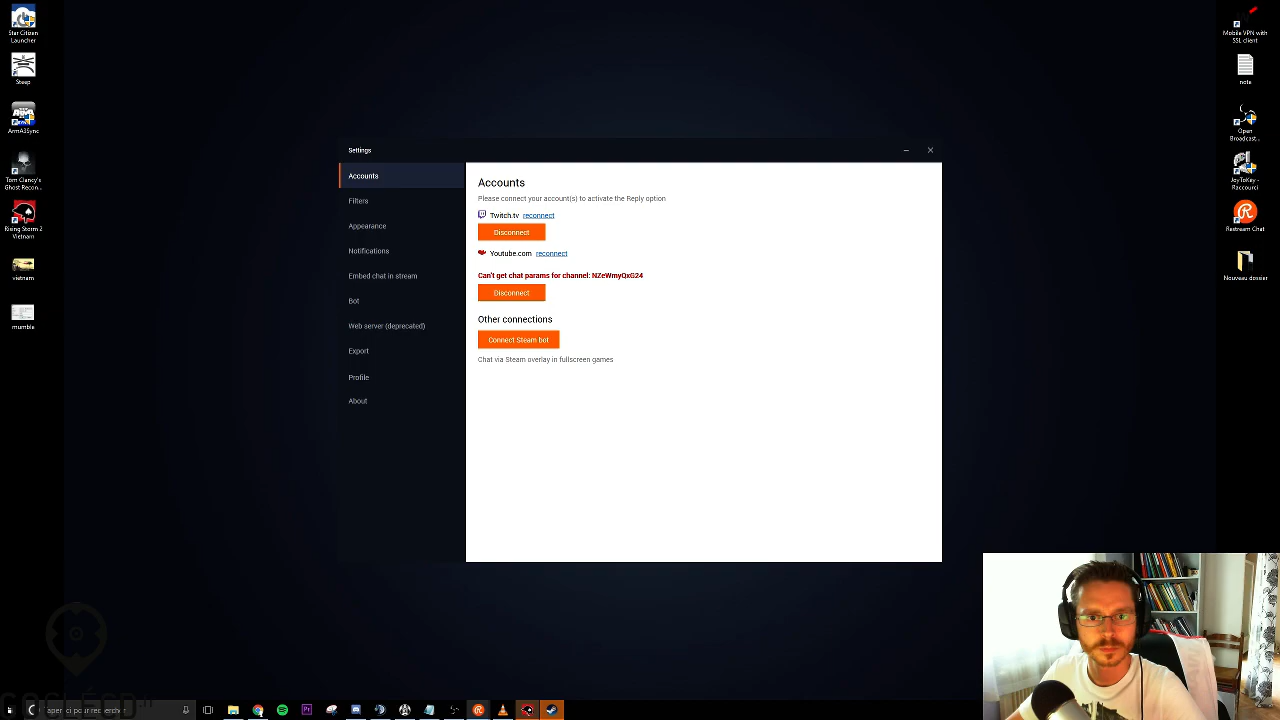 Star Citizen
Launcher
Steep
ArmA3Sync
Tom Clancy's
Ghost Recon...
Rising Storm 2
Vietnam
vietnam
mumble
Settings
Accounts
Filters
Appearance
Notifications
Embed chat in stream
Bot
Web server (deprecated)
Export
Profile
About
Accounts
Please connect your account(s) to activate the Reply option
Twitch.tv reconnect
Disconnect
Youtube.com reconnect
Can't get chat params for channel: NZeWmyQxG24
Disconnect
Other connections
Connect Steam bot
Chat via Steam overlay in fullscreen games
Mobile VPN with
SSL client
note
Open
Broadcast...
JoyToKey -
Raccourci
Restream Chat
Nouveau dossier